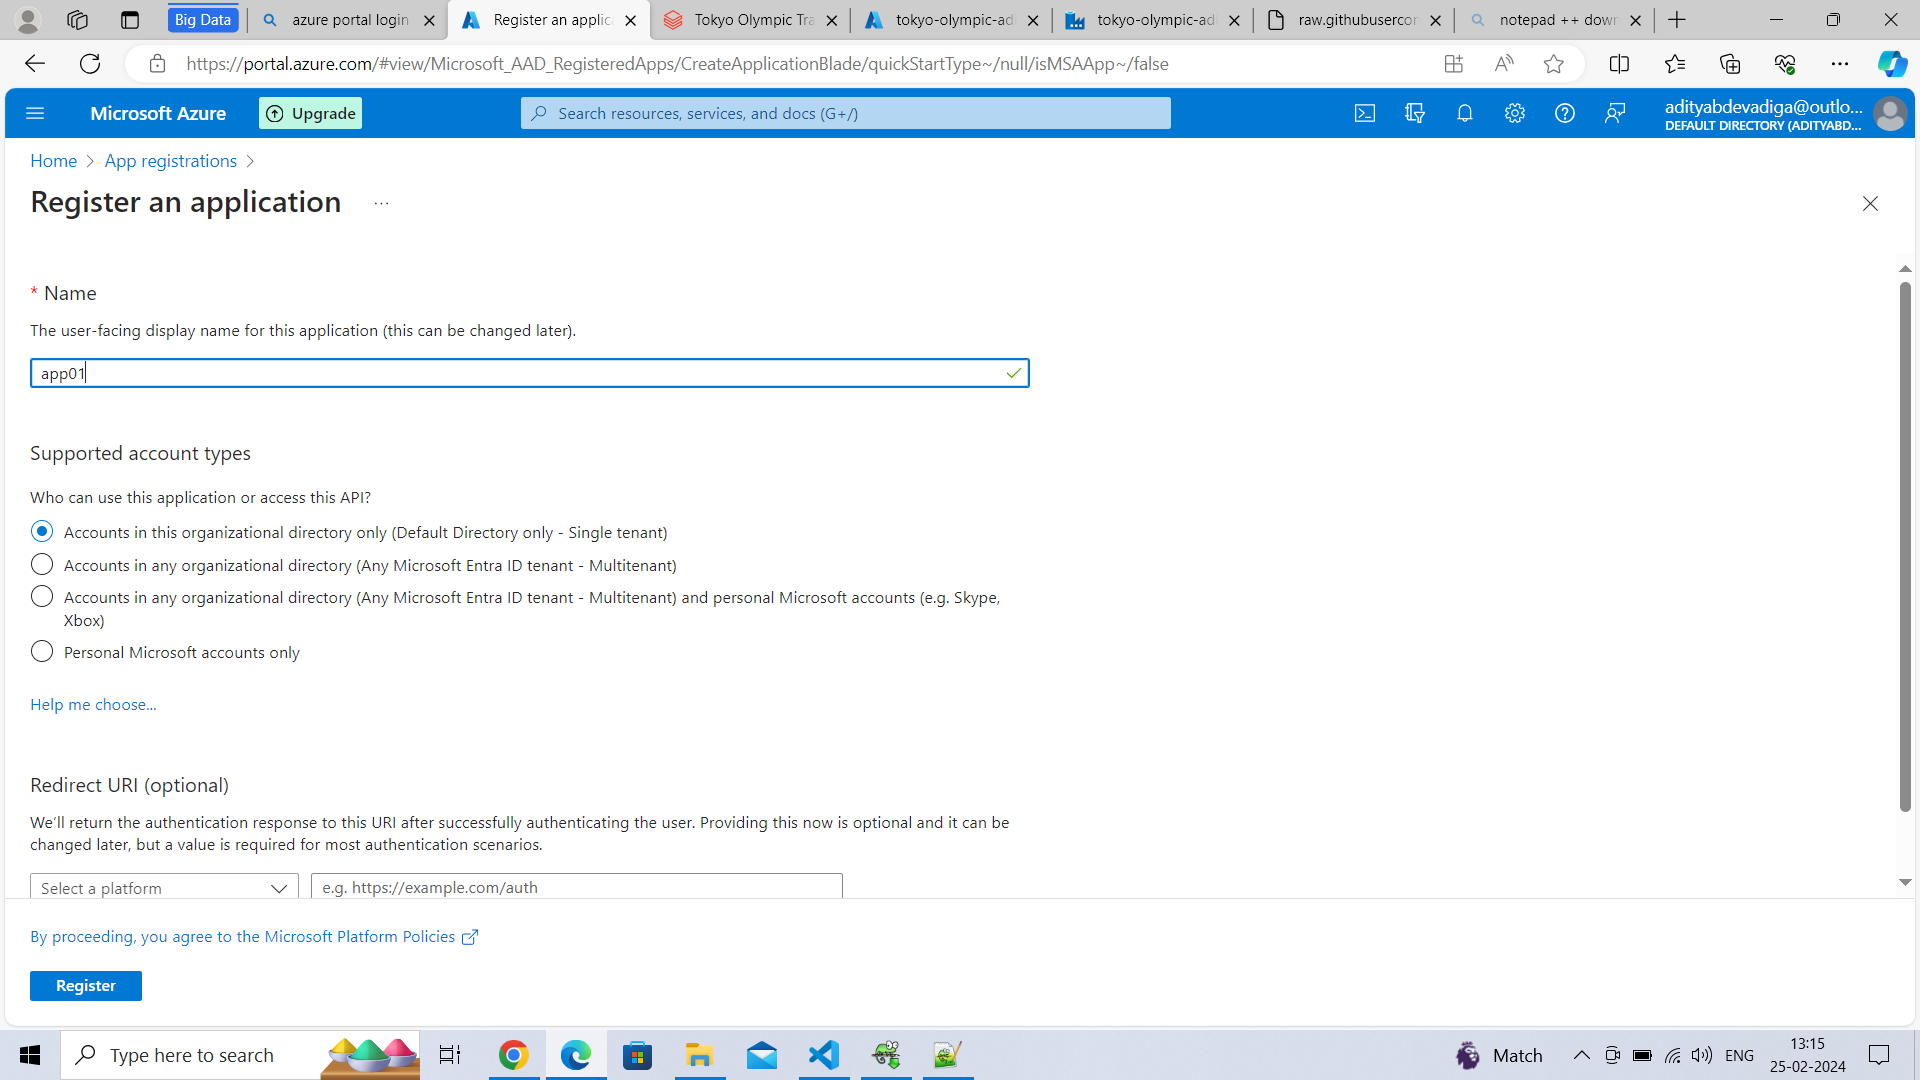 Big Data
azure portal login
Register an applic
Tokyo Olympic Tra
tokyo-olympic-adi
tokyo-olympic-ad
raw.githubusercon
notepad ++ down
https://portal.azure.com/#view/Microsoft_AAD_RegisteredApps/CreateApplicationBlade/quickStartType~/null/isMSAApp~/false
Microsoft Azure
Upgrade
Search resources, services, and docs (G+/)
adityabdevadiga@outlo...
DEFAULT DIRECTORY (ADITYABD...
Home
App registrations
Register an application
...
* Name
The user-facing display name for this application (this can be changed later).
app01
Supported account types
Who can use this application or access this API?
Accounts in this organizational directory only (Default Directory only - Single tenant)
Accounts in any organizational directory (Any Microsoft Entra ID tenant - Multitenant)
Accounts in any organizational directory (Any Microsoft Entra ID tenant - Multitenant) and personal Microsoft accounts (e.g. Skype,
Xbox)
Personal Microsoft accounts only
Help me choose...
Redirect URI (optional)
We'll return the authentication response to this URI after successfully authenticating the user. Providing this now is optional and it can be
changed later, but a value is required for most authentication scenarios.
Select a platform
e.g. https://example.com/auth
By proceeding, you agree to the Microsoft Platform Policies
Register
Type here to search
Match
ENG
13:15
25-02-2024